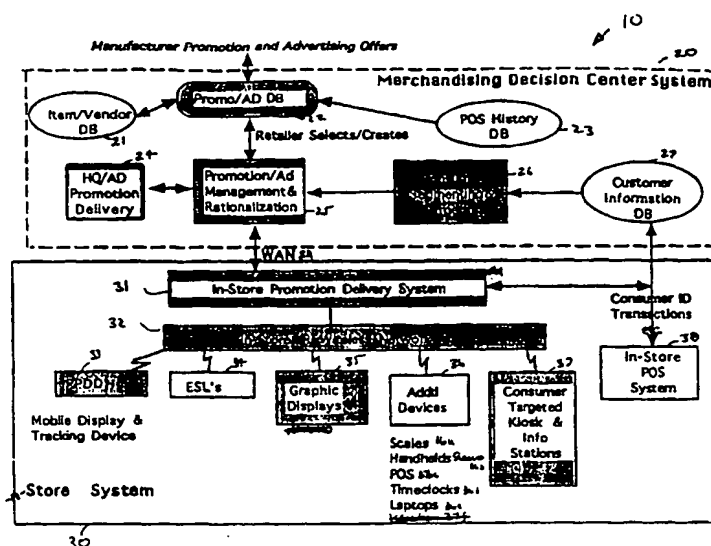 10
Manufacturer Promotion and Advertising Offers
20
Merchandising Decision Center System
Item/Vendor
DB
21
Promo/AD DB
22
POS History
DB
23
Retailer Selects/Creates
24
HQ/AD
Promotion
Delivery
Promotion/Ad
Management &
Rationalization
25
26
27
Customer
Information
DB
WAN
31
In-Store Promotion Delivery System
Consumer ID
Transactions
32
33
PDDM
Mobile Display &
Tracking Device
ESL's
34
35
Graphic
Displays
36
Addtl
Devices
37
Consumer
Targeted
Kiosk &
Info
Stations
38
In-Store
POS
System
Scales
Handhelds
POS
Timeclocks
Laptops
Store System
30